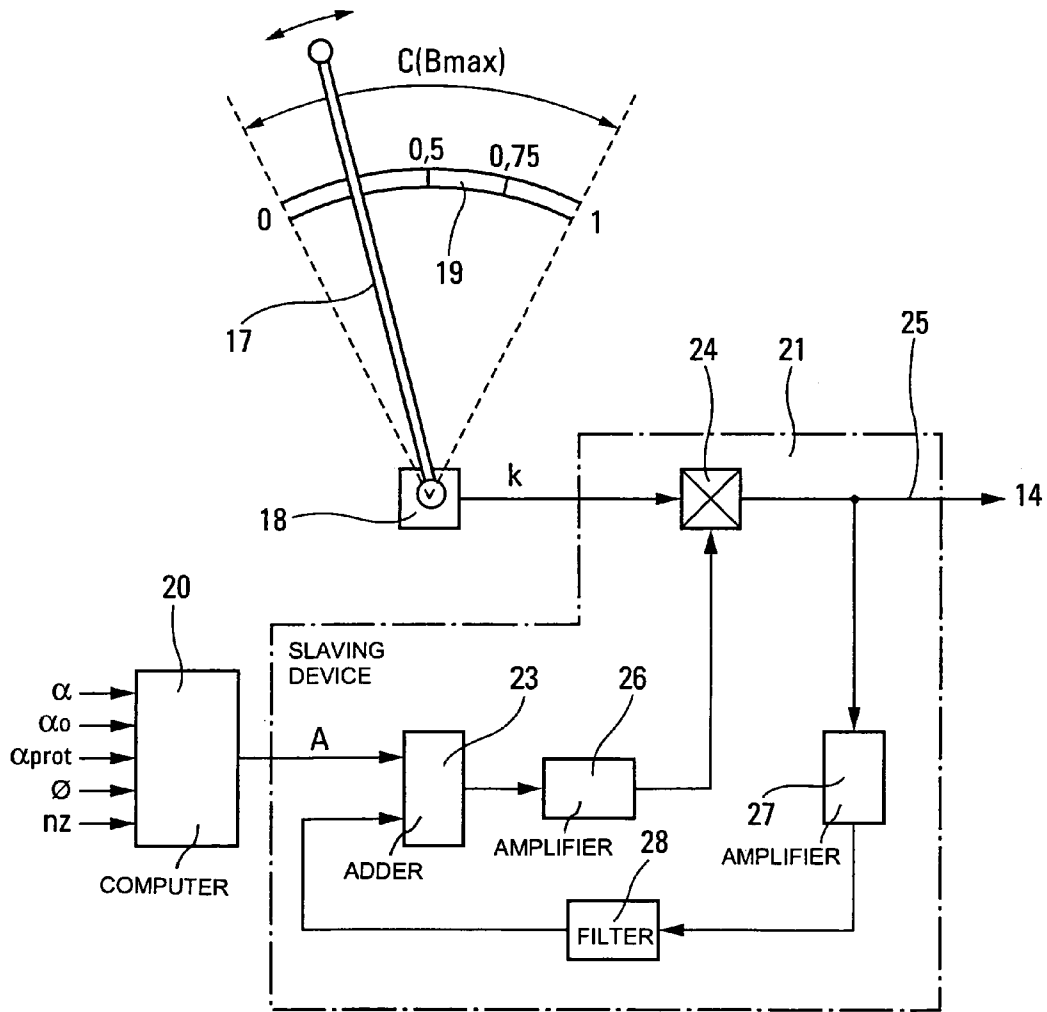 C(Bmax)
0,5
0,75
0
1
19
17
24
21
25
k
14
18
20
SLAVING
DEVICE
23
26
α
αo
αprot
Ø
nz
A
27
COMPUTER
ADDER
AMPLIFIER
28
AMPLIFIER
FILTER